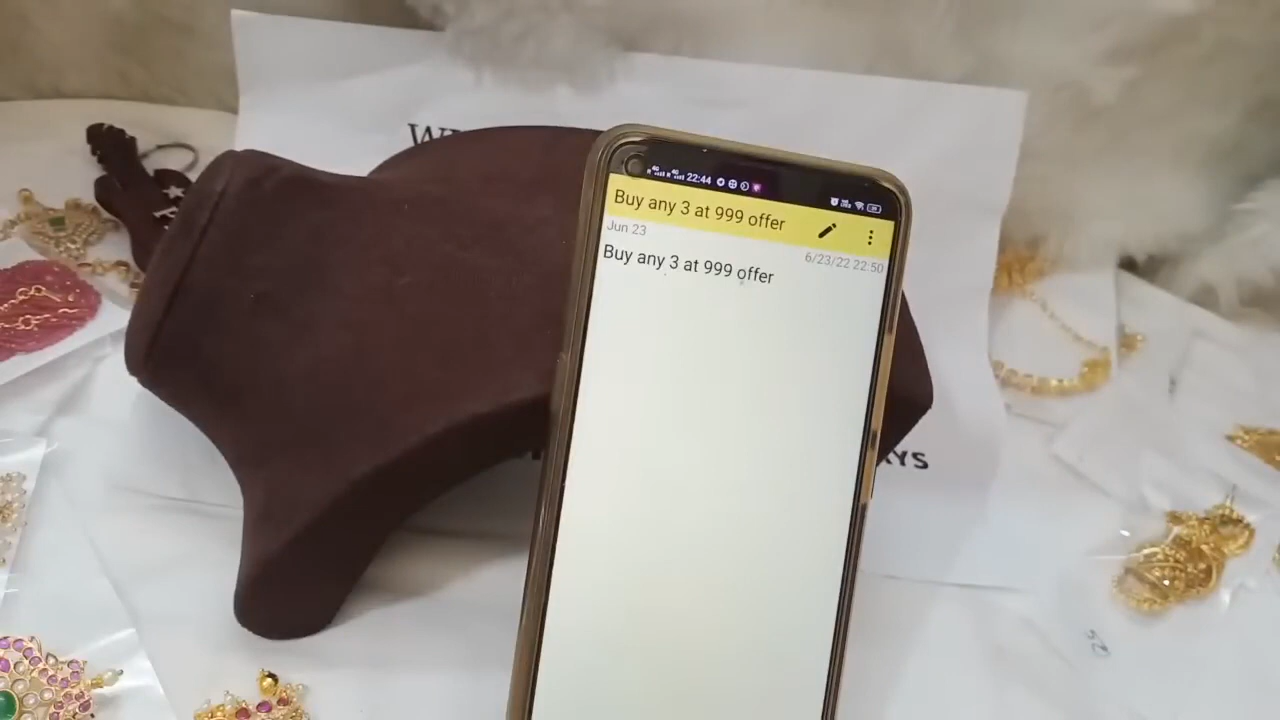 22:44
Buy any 3 at 999 offer
Jun 23
6/23/22 22:50
Buy any 3 at 999 offer